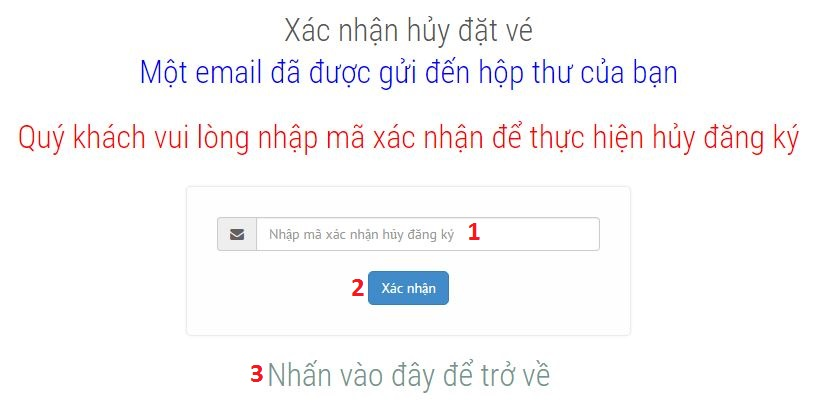 Xác nhận hủy đặt vé
Một email đã được gửi đến hộp thư của bạn
Quý khách vui lòng nhập mã xác nhận để thực hiện hủy đăng ký
Nhập mã xác nhận hủy đăng ký 1
2 Xác nhận
3 Nhấn vào đây để trở về